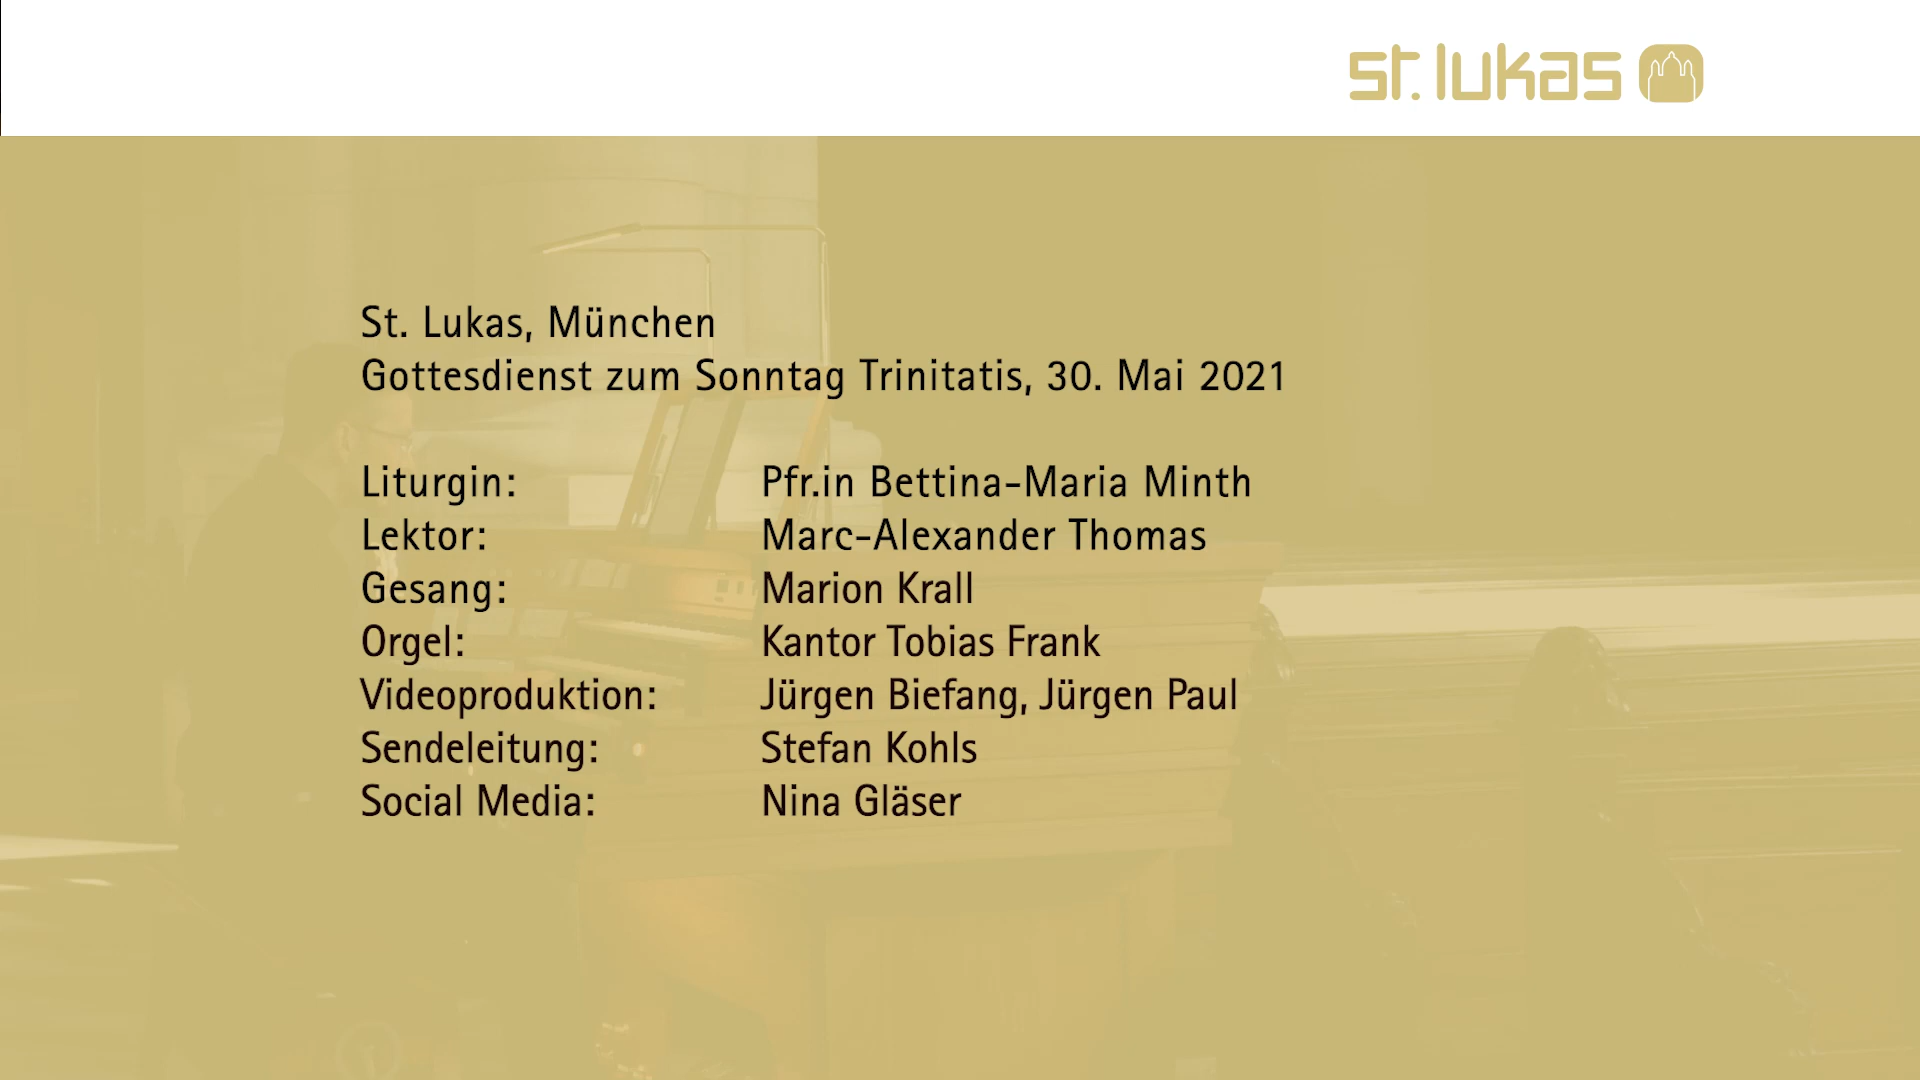 st. lukas
St. Lukas, München
Gottesdienst zum Sonntag Trinitatis, 30. Mai 2021
Liturgin: Pfr.in Bettina-Maria Minth
Lektor: Marc-Alexander Thomas
Gesang: Marion Krall
Orgel: Kantor Tobias Frank
Videoproduktion: Jürgen Biefang, Jürgen Paul
Sendeleitung: Stefan Kohls
Social Media: Nina Gläser